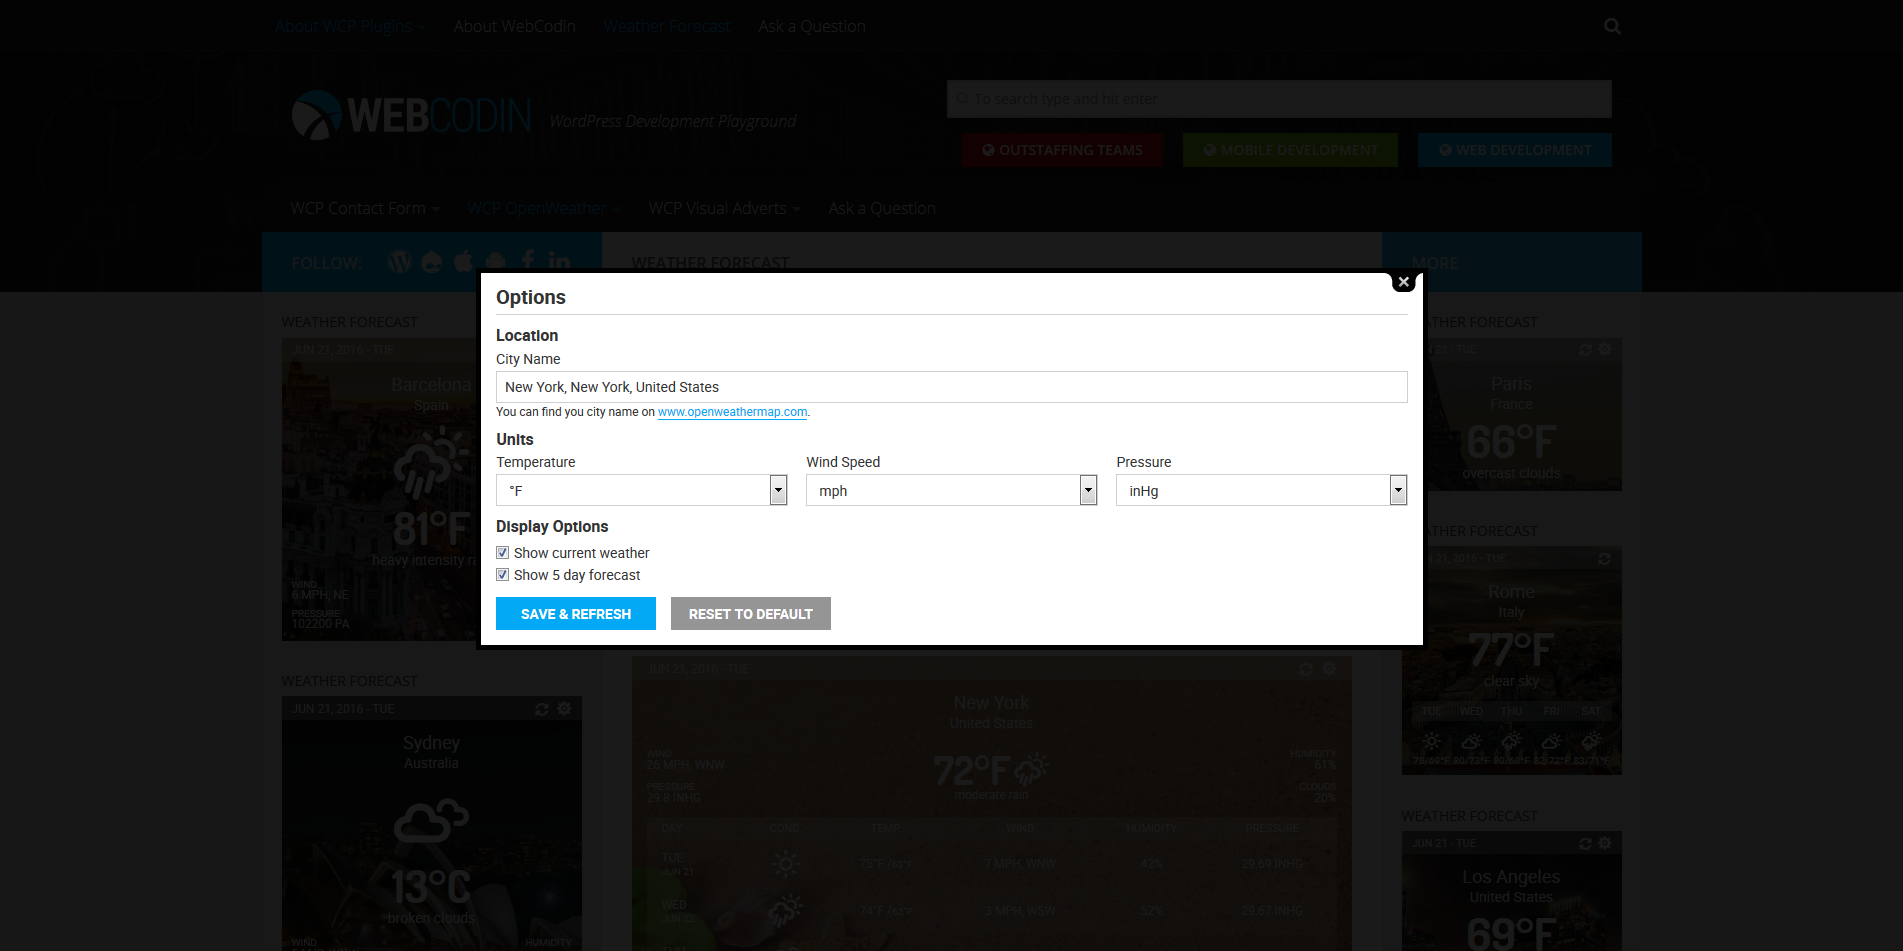 About WCP Plugins
About WebCodin
Weather Forecast
Ask a Question
WEBCODIN
WordPress Development Playground
To search type and hit enter
OUTSTAFFING TEAMS
MOBILE DEVELOPMENT
WEB DEVELOPMENT
WCP Contact Form
WCP OpenWeather
WCP Visual Adverts
Ask a Question
FOLLOW:
WEATHER FORECAST
MORE
Options
Location
City Name
New York, New York, United States
You can find you city name on www.openweathermap.com.
Units
Temperature
Wind Speed
Pressure
°F
mph
inHg
Display Options
Show current weather
Show 5 day forecast
SAVE & REFRESH
RESET TO DEFAULT
WEATHER FORECAST
JUN 21, 2016 - TUE
Barcelona
Spain
81°F
heavy intensity ra
WIND
6 MPH, NE
PRESSURE
102200 PA
WEATHER FORECAST
JUN 21, 2016 - TUE
Sydney
Australia
13°C
broken clouds
WIND
HUMIDITY
JUN 21, 2016 - TUE
New York
United States
WIND
26 MPH, WNW
PRESSURE
29.8 INHG
72°F
moderate rain
HUMIDITY
61%
CLOUDS
20%
DAY COND. TEMP. WIND HUMIDITY PRESSURE
TUE
JUN 21
75°F /63°F 7 MPH, WNW 42% 29.69 INHG
WED
JUN 22
74°F /63°F 3 MPH, WSW 52% 29.67 INHG
THER FORECAST
21 - TUE
Paris
France
66°F
overcast clouds
THER FORECAST
21, 2016 - TUE
Rome
Italy
77°F
clear sky
TUE WED THU FRI SAT
78/69°F 80/73°F 80/68°F 82/72°F 83/71°F
WEATHER FORECAST
JUN 21 - TUE
Los Angeles
United States
69°F